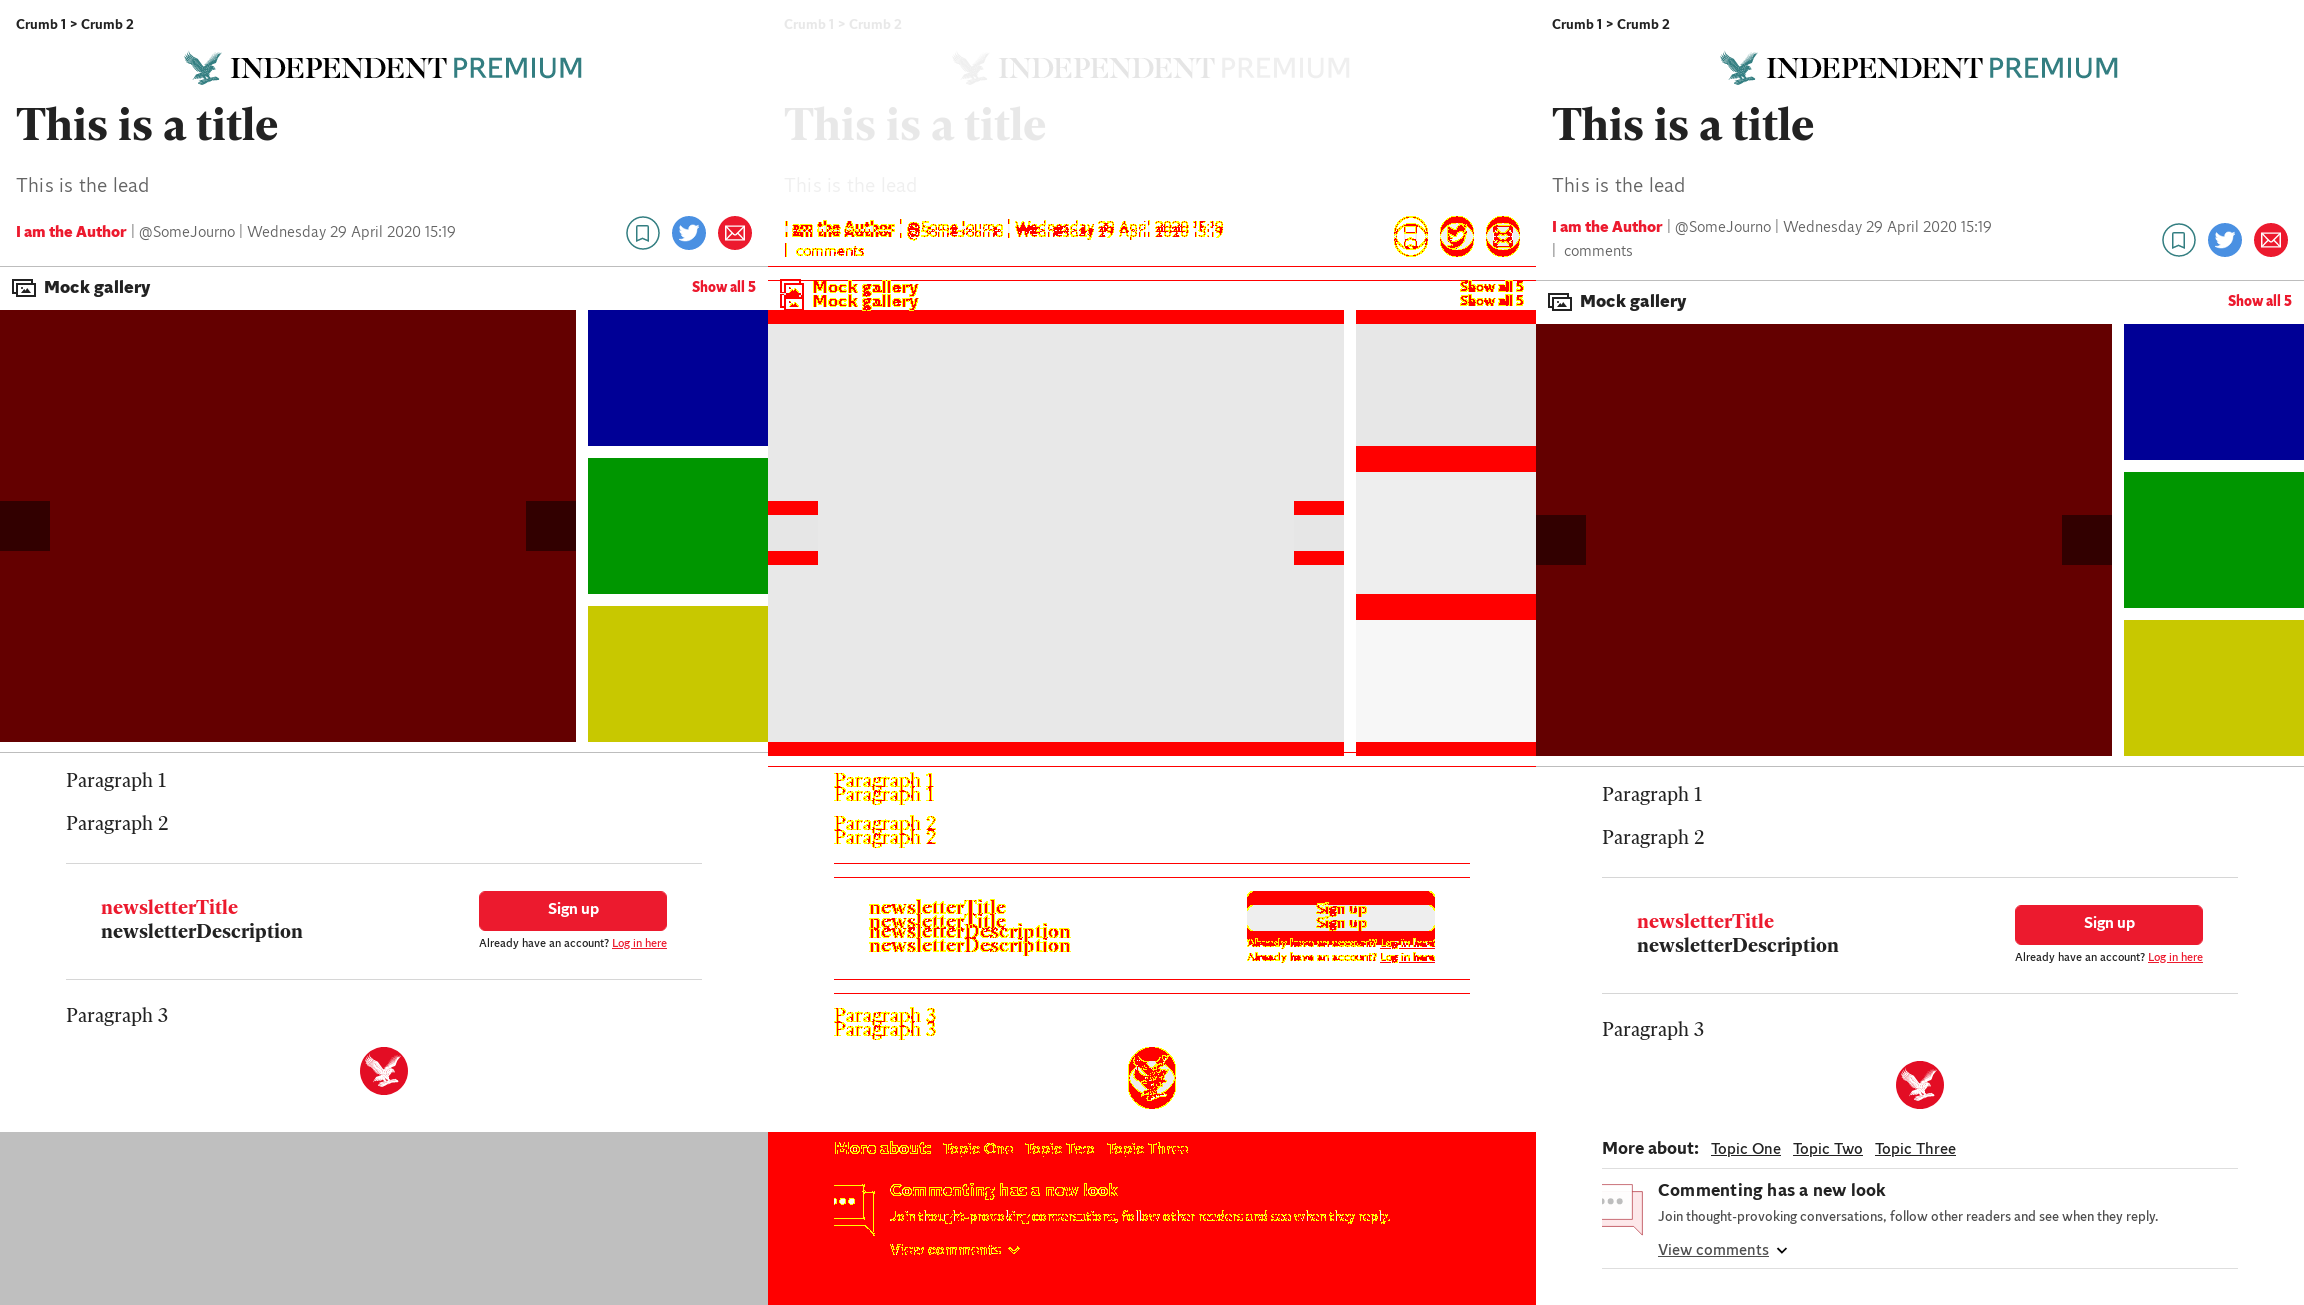 Crumb 1 > Crumb 2
INDEPENDENT PREMIUM
This is a title
This is the lead
I am the Author | @SomeJourno | Wednesday 29 April 2020 15:19
Mock gallery
Show all 5
Paragraph 1
Paragraph 2
newsletterTitle
newsletterDescription
Sign up
Already have an account? Log in here
Paragraph 3
Crumb 1 > Crumb 2
INDEPENDENT PREMIUM
This is a title
This is the lead
I am the Author | @SomeJourno | Wednesday 29 April 2020 15:19
| comments
Mock gallery
Mock gallery
Show all 5
Show all 5
Paragraph 1
Paragraph 1
Paragraph 2
Paragraph 2
newsletterTitle
newsletterTitle
newsletterDescription
newsletterDescription
Sign up
Sign up
Already have an account? Log in here
Already have an account? Log in here
Paragraph 3
Paragraph 3
More about: Topic One Topic Two Topic Three
Commenting has a new look
Join thought-provoking conversations, follow other readers and see when they reply.
View comments
Crumb 1 > Crumb 2
INDEPENDENT PREMIUM
This is a title
This is the lead
I am the Author | @SomeJourno | Wednesday 29 April 2020 15:19
| comments
Mock gallery
Show all 5
Paragraph 1
Paragraph 2
newsletterTitle
newsletterDescription
Sign up
Already have an account? Log in here
Paragraph 3
More about: Topic One Topic Two Topic Three
Commenting has a new look
Join thought-provoking conversations, follow other readers and see when they reply.
View comments